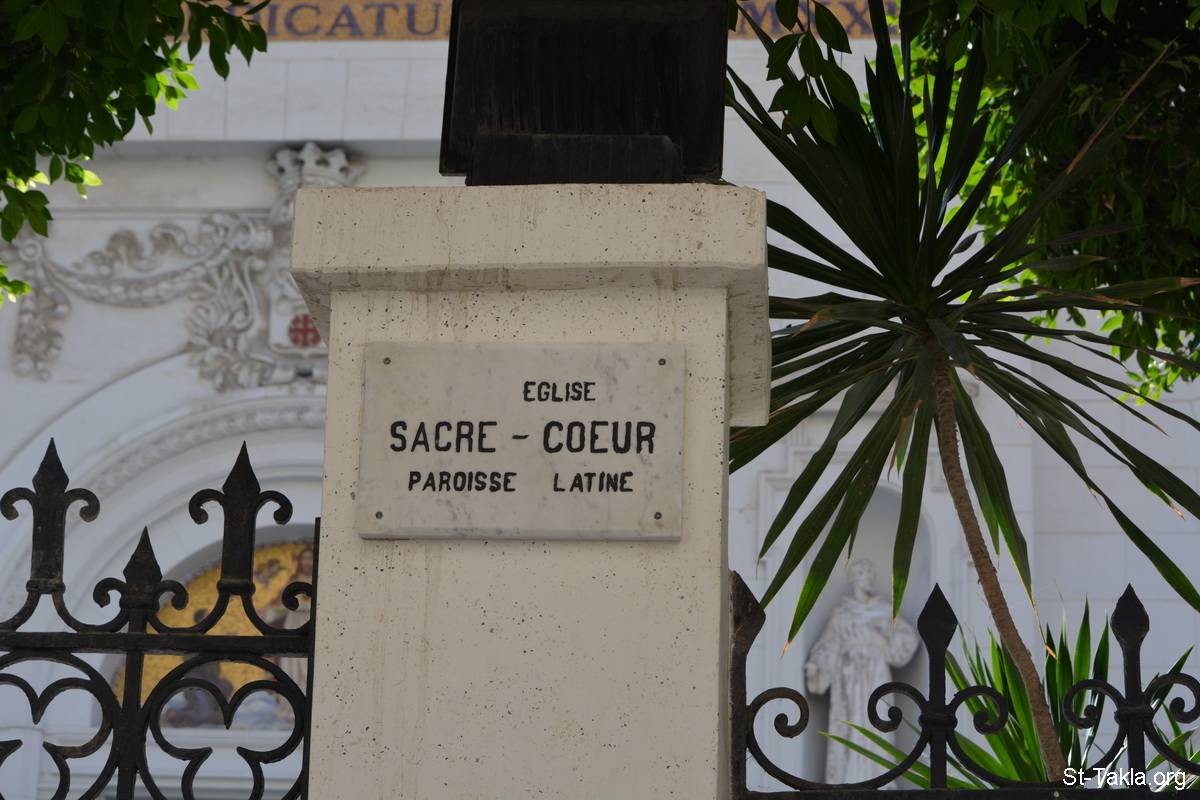 EGLISE
SACRE - COEUR
PAROISSE LATINE
St-Takla.org